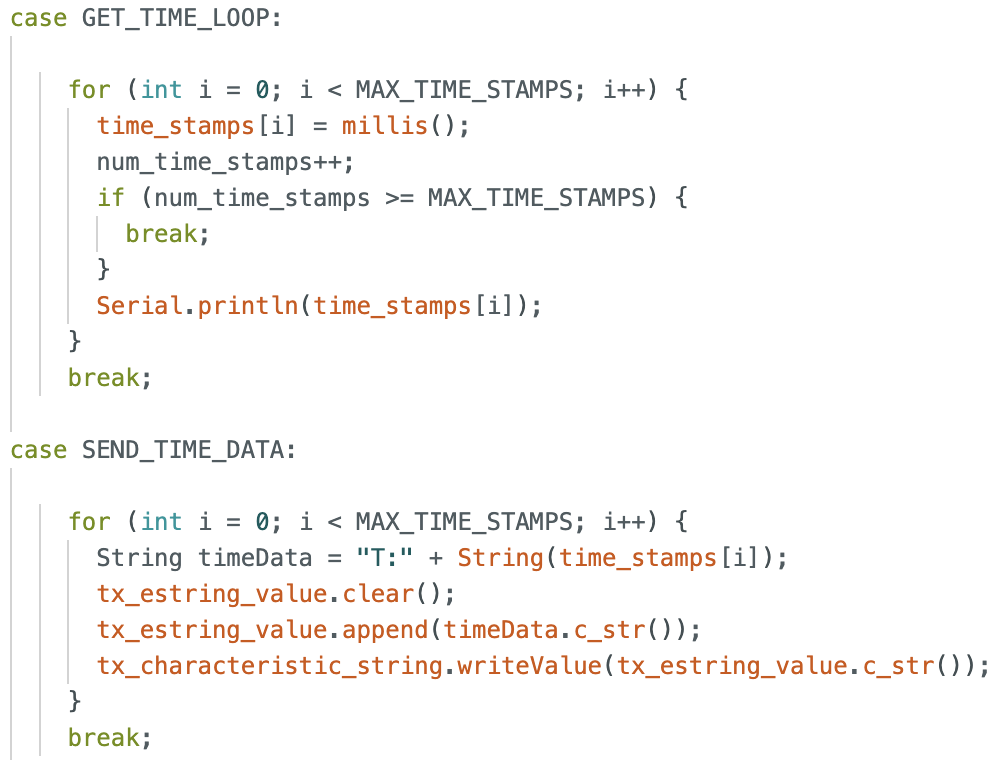 case GET_TIME_LOOP:
for (int i = 0; i < MAX_TIME_STAMPS; i++) {
time_stamps[i] = millis();
num_time_stamps++;
if (num_time_stamps >= MAX_TIME_STAMPS) {
break;
}
Serial.println(time_stamps[i]);
}
break;
case SEND_TIME_DATA:
for (int i = 0; i < MAX_TIME_STAMPS; i++) {
String timeData = "T:" + String(time_stamps[i]);
tx_estring_value.clear();
tx_estring_value.append(timeData.c_str());
tx_characteristic_string.writeValue(tx_estring_value.c_str());
}
break;